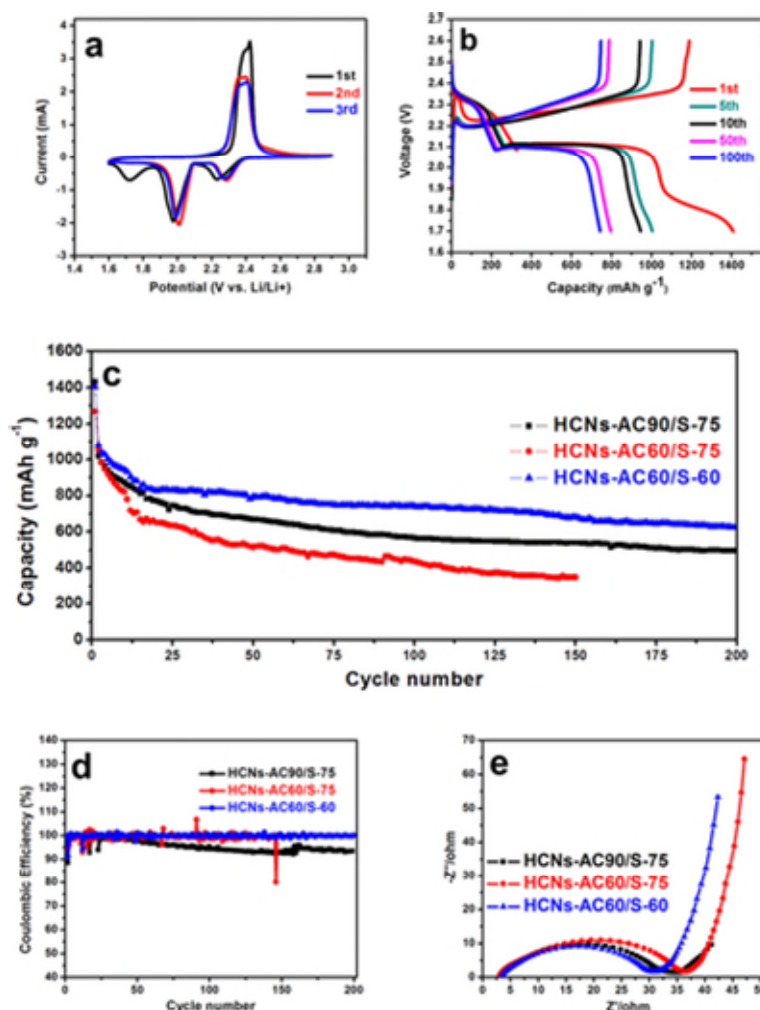 a
1st
2nd
3rd
Current (mA)
4
3
2
1
0
-1
-2
-3
1.4 1.6 1.8 2.0 2.2 2.4 2.6 2.8 3.0
Potential (V vs. Li/Li+)
b
1st
5th
10th
50th
100th
Voltage (V)
2.7
2.6
2.5
2.4
2.3
2.2
2.1
2.0
1.9
1.8
1.7
1.6
0 200 400 600 800 1000 1200 1400
Capacity (mAh g⁻¹)
c
HCNs-AC90/S-75
HCNs-AC60/S-75
HCNs-AC60/S-60
Capacity (mAh g⁻¹)
1600
1400
1200
1000
800
600
400
200
0
0 25 50 75 100 125 150 175 200
Cycle number
d
HCNs-AC90/S-75
HCNs-AC60/S-75
HCNs-AC60/S-60
Coulombic Efficiency (%)
140
130
120
110
100
90
80
70
60
50
40
0 50 100 150 200
Cycle number
e
HCNs-AC90/S-75
HCNs-AC60/S-75
HCNs-AC60/S-60
-Z''/ohm
70
60
50
40
30
20
10
0
0 5 10 15 20 25 30 35 40 45
Z'/ohm